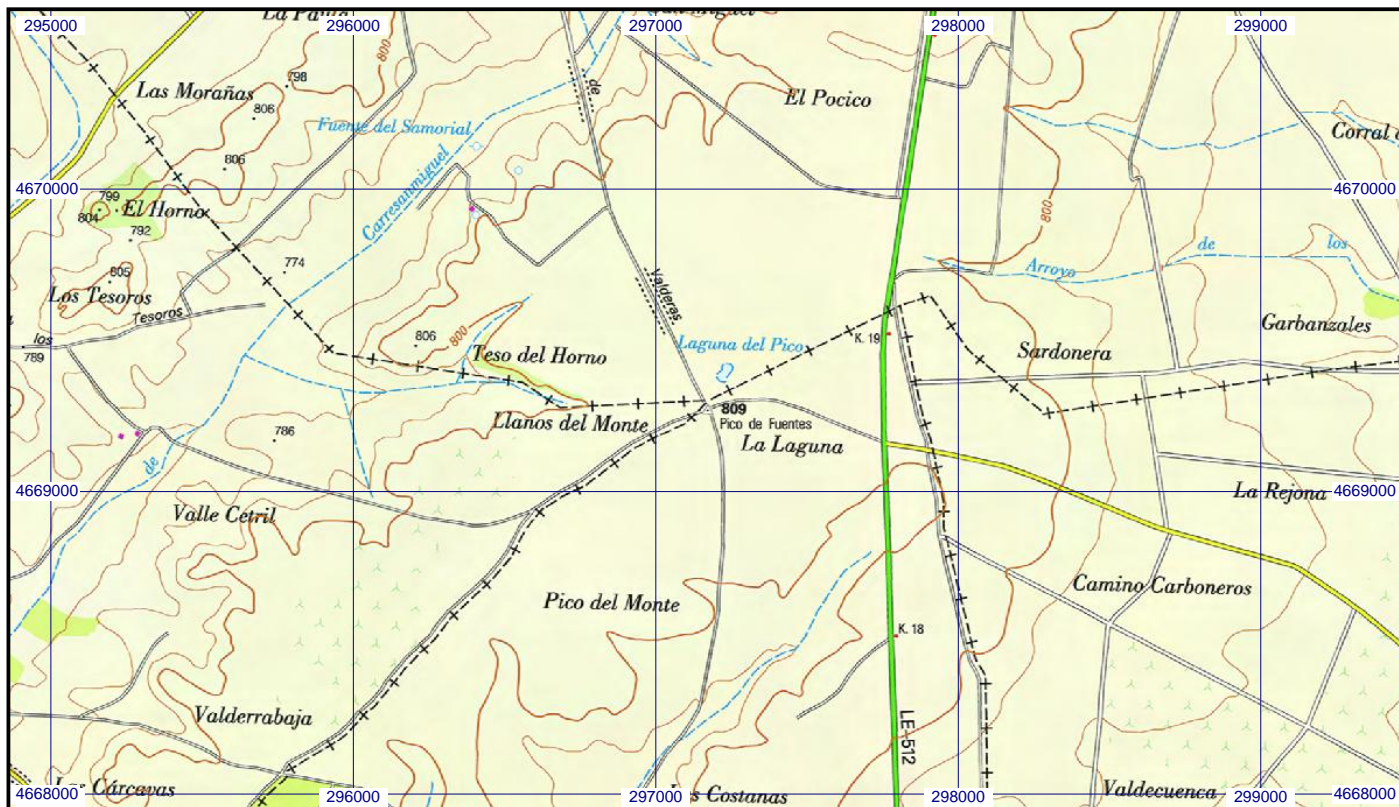 295000
296000
297000
298000
299000
Las Morañas
798
806
800
de
El Pocico
Fuente del Samorial
Corral
806
Carresanmiguel
4670000
4670000
799
804
El Horno
792
800
774
805
Los Tesoros
Tesoros
los
789
806
800
Teso del Horno
Valderas
Laguna del Pico
K. 19
Arroyo
de
los
Garbanzales
Sardonera
809
Pico de Fuentes
Llanos del Monte
La Laguna
786
de
4669000
4669000
La Rejona
Valle Cetril
Pico del Monte
Camino Carboneros
K. 18
Valderrabaja
LE-512
Cárcavas
Costanas
Valdecuenca
4668000
4668000
296000
297000
298000
299000